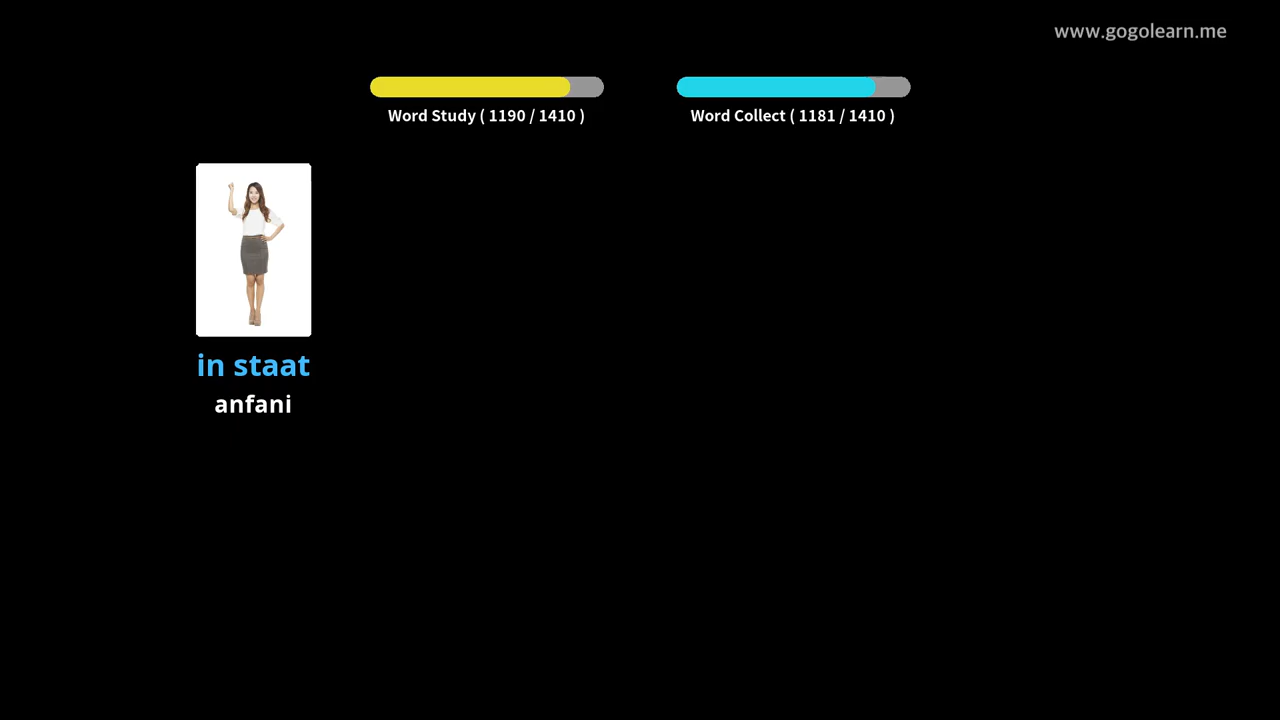 www.gogolearn.me
Word Study ( 1190 / 1410 )
Word Collect ( 1181 / 1410 )
in staat
anfani